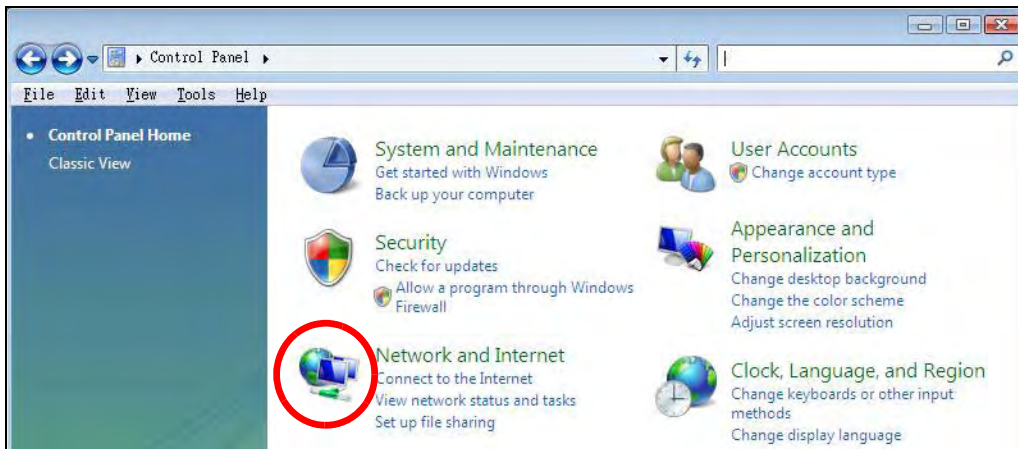 Control Panel
File Edit View Tools Help
Control Panel Home
Classic View
System and Maintenance
Get started with Windows
Back up your computer
Security
Check for updates
Allow a program through Windows
Firewall
Network and Internet
Connect to the Internet
View network status and tasks
Set up file sharing
User Accounts
Change account type
Appearance and
Personalization
Change desktop background
Change the color scheme
Adjust screen resolution
Clock, Language, and Region
Change keyboards or other input
methods
Change display language